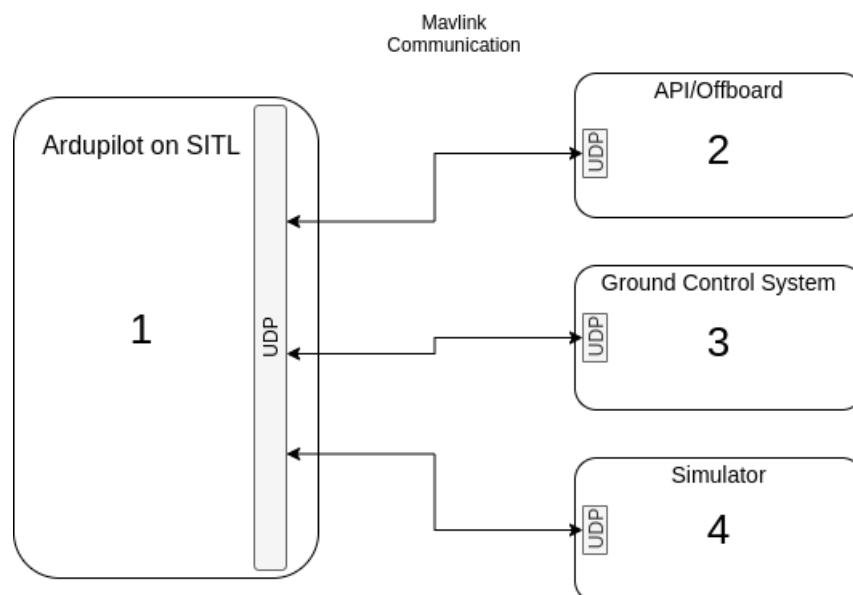 Mavlink
Communication
Ardupilot on SITL
1
UDP
API/Offboard
UDP
2
Ground Control System
UDP
3
Simulator
UDP
4